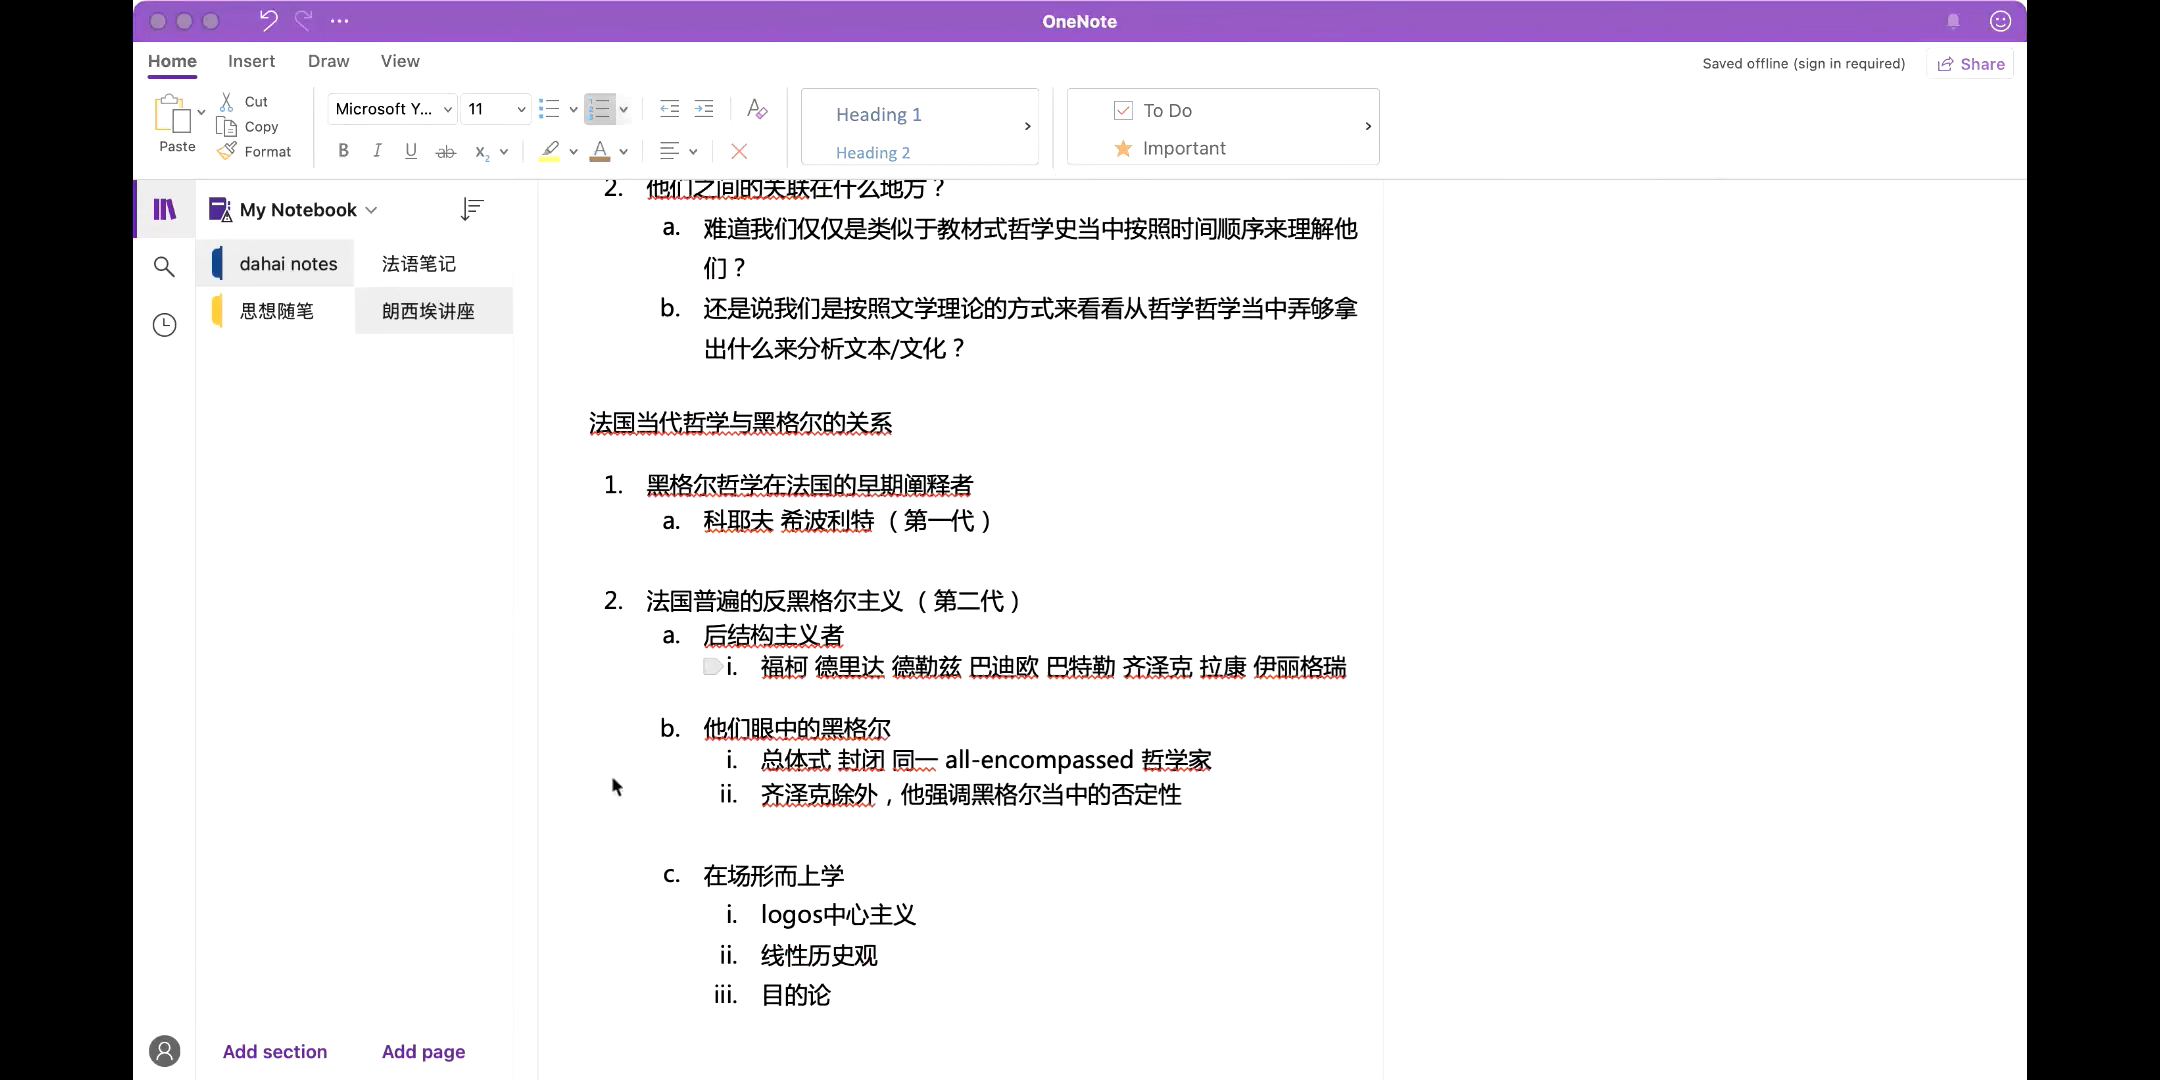 OneNote
Home Insert Draw View
Saved offline (sign in required) Share
Paste
Cut
Copy
Format
Microsoft Y... 11
B I U ab x₂ A
Heading 1
Heading 2
To Do
Important
My Notebook
dahai notes
思想随笔
法语笔记
朗西埃讲座
2. 他们之间的关联在什么地方？
a. 难道我们仅仅是类似于教材式哲学史当中按照时间顺序来理解他
们？
b. 还是说我们是按照文学理论的方式来看看从哲学哲学当中弄够拿
出什么来分析文本/文化？
法国当代哲学与黑格尔的关系
1. 黑格尔哲学在法国的早期阐释者
a. 科耶夫 希波利特（第一代）
2. 法国普遍的反黑格尔主义（第二代）
a. 后结构主义者
i. 福柯 德里达 德勒兹 巴迪欧 巴特勒 齐泽克 拉康 伊丽格瑞
b. 他们眼中的黑格尔
i. 总体式 封闭 同一 all-encompassed 哲学家
ii. 齐泽克除外，他强调黑格尔当中的否定性
c. 在场形而上学
i. logos中心主义
ii. 线性历史观
iii. 目的论
Add section Add page